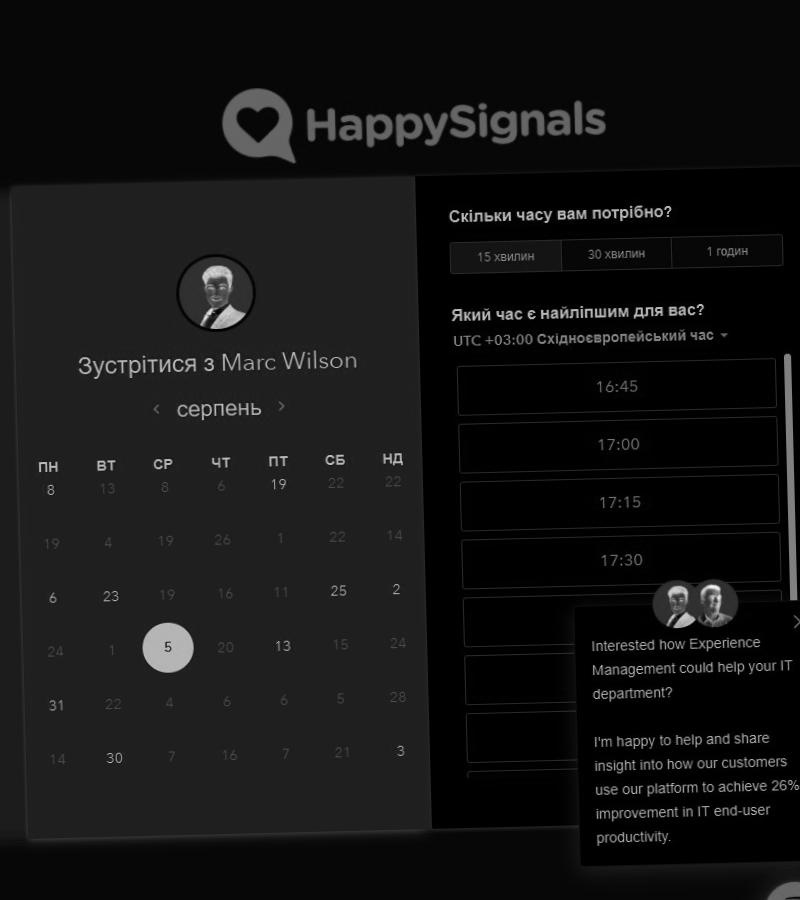 HappySignals
Зустрітися з Marc Wilson
серпень
ПН ВТ СР ЧТ ПТ СБ НД
8 13 8 6 19 22 22
19 4 19 26 1 22 14
6 23 19 16 11 25 2
24 1 5 20 13 15 24
31 22 4 6 6 5 28
14 30 7 16 7 21 3
Скільки часу вам потрібно?
15 хвилин 30 хвилин 1 годин
Який час є найліпшим для вас?
UTC +03:00 Східноєвропейський час
16:45
17:00
17:15
17:30
Interested how Experience
Management could help your IT
department?
I'm happy to help and share
insight into how our customers
use our platform to achieve 26%
improvement in IT end-user
productivity.